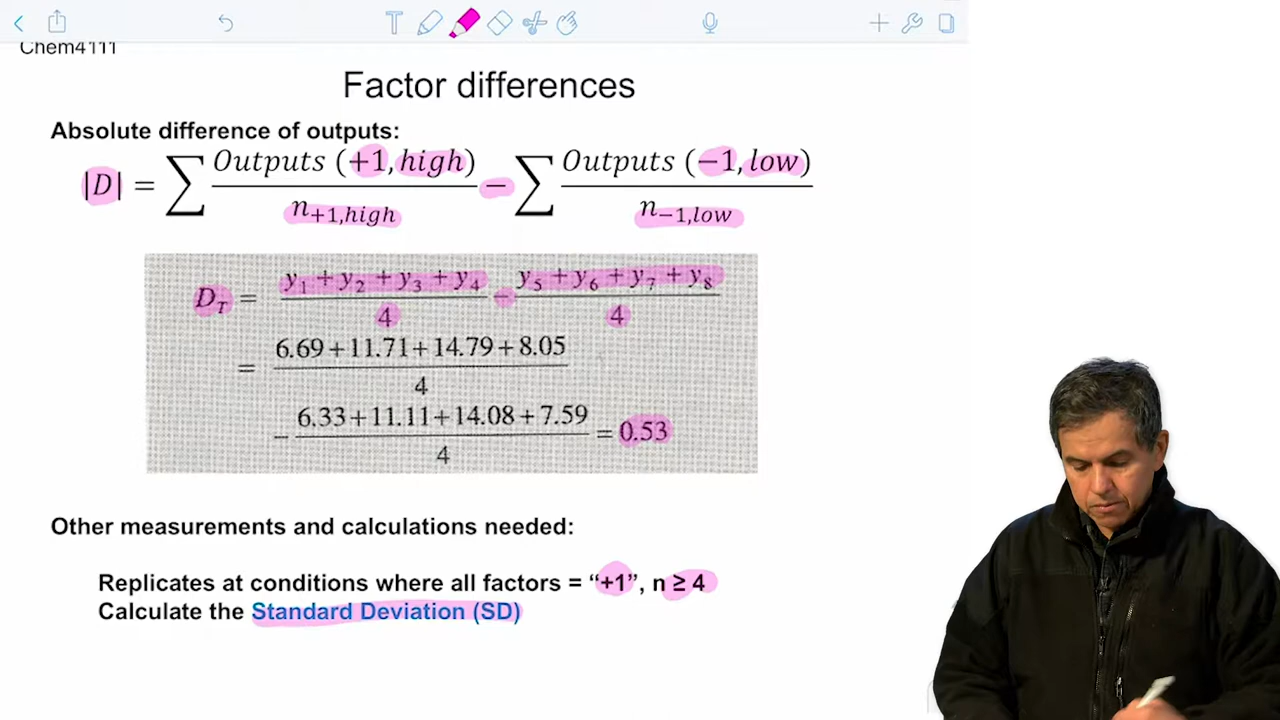 Chem4111
Factor differences
Absolute difference of outputs:
|D| = ∑ Outputs (+1, high) / n+1,high − ∑ Outputs (−1, low) / n−1,low
D_T = (y₁ + y₂ + y₃ + y₄) / 4 − (y₅ + y₆ + y₇ + y₈) / 4
= (6.69 + 11.71 + 14.79 + 8.05) / 4
− (6.33 + 11.11 + 14.08 + 7.59) / 4 = 0.53
Other measurements and calculations needed:
Replicates at conditions where all factors = “+1”, n ≥ 4
Calculate the Standard Deviation (SD)